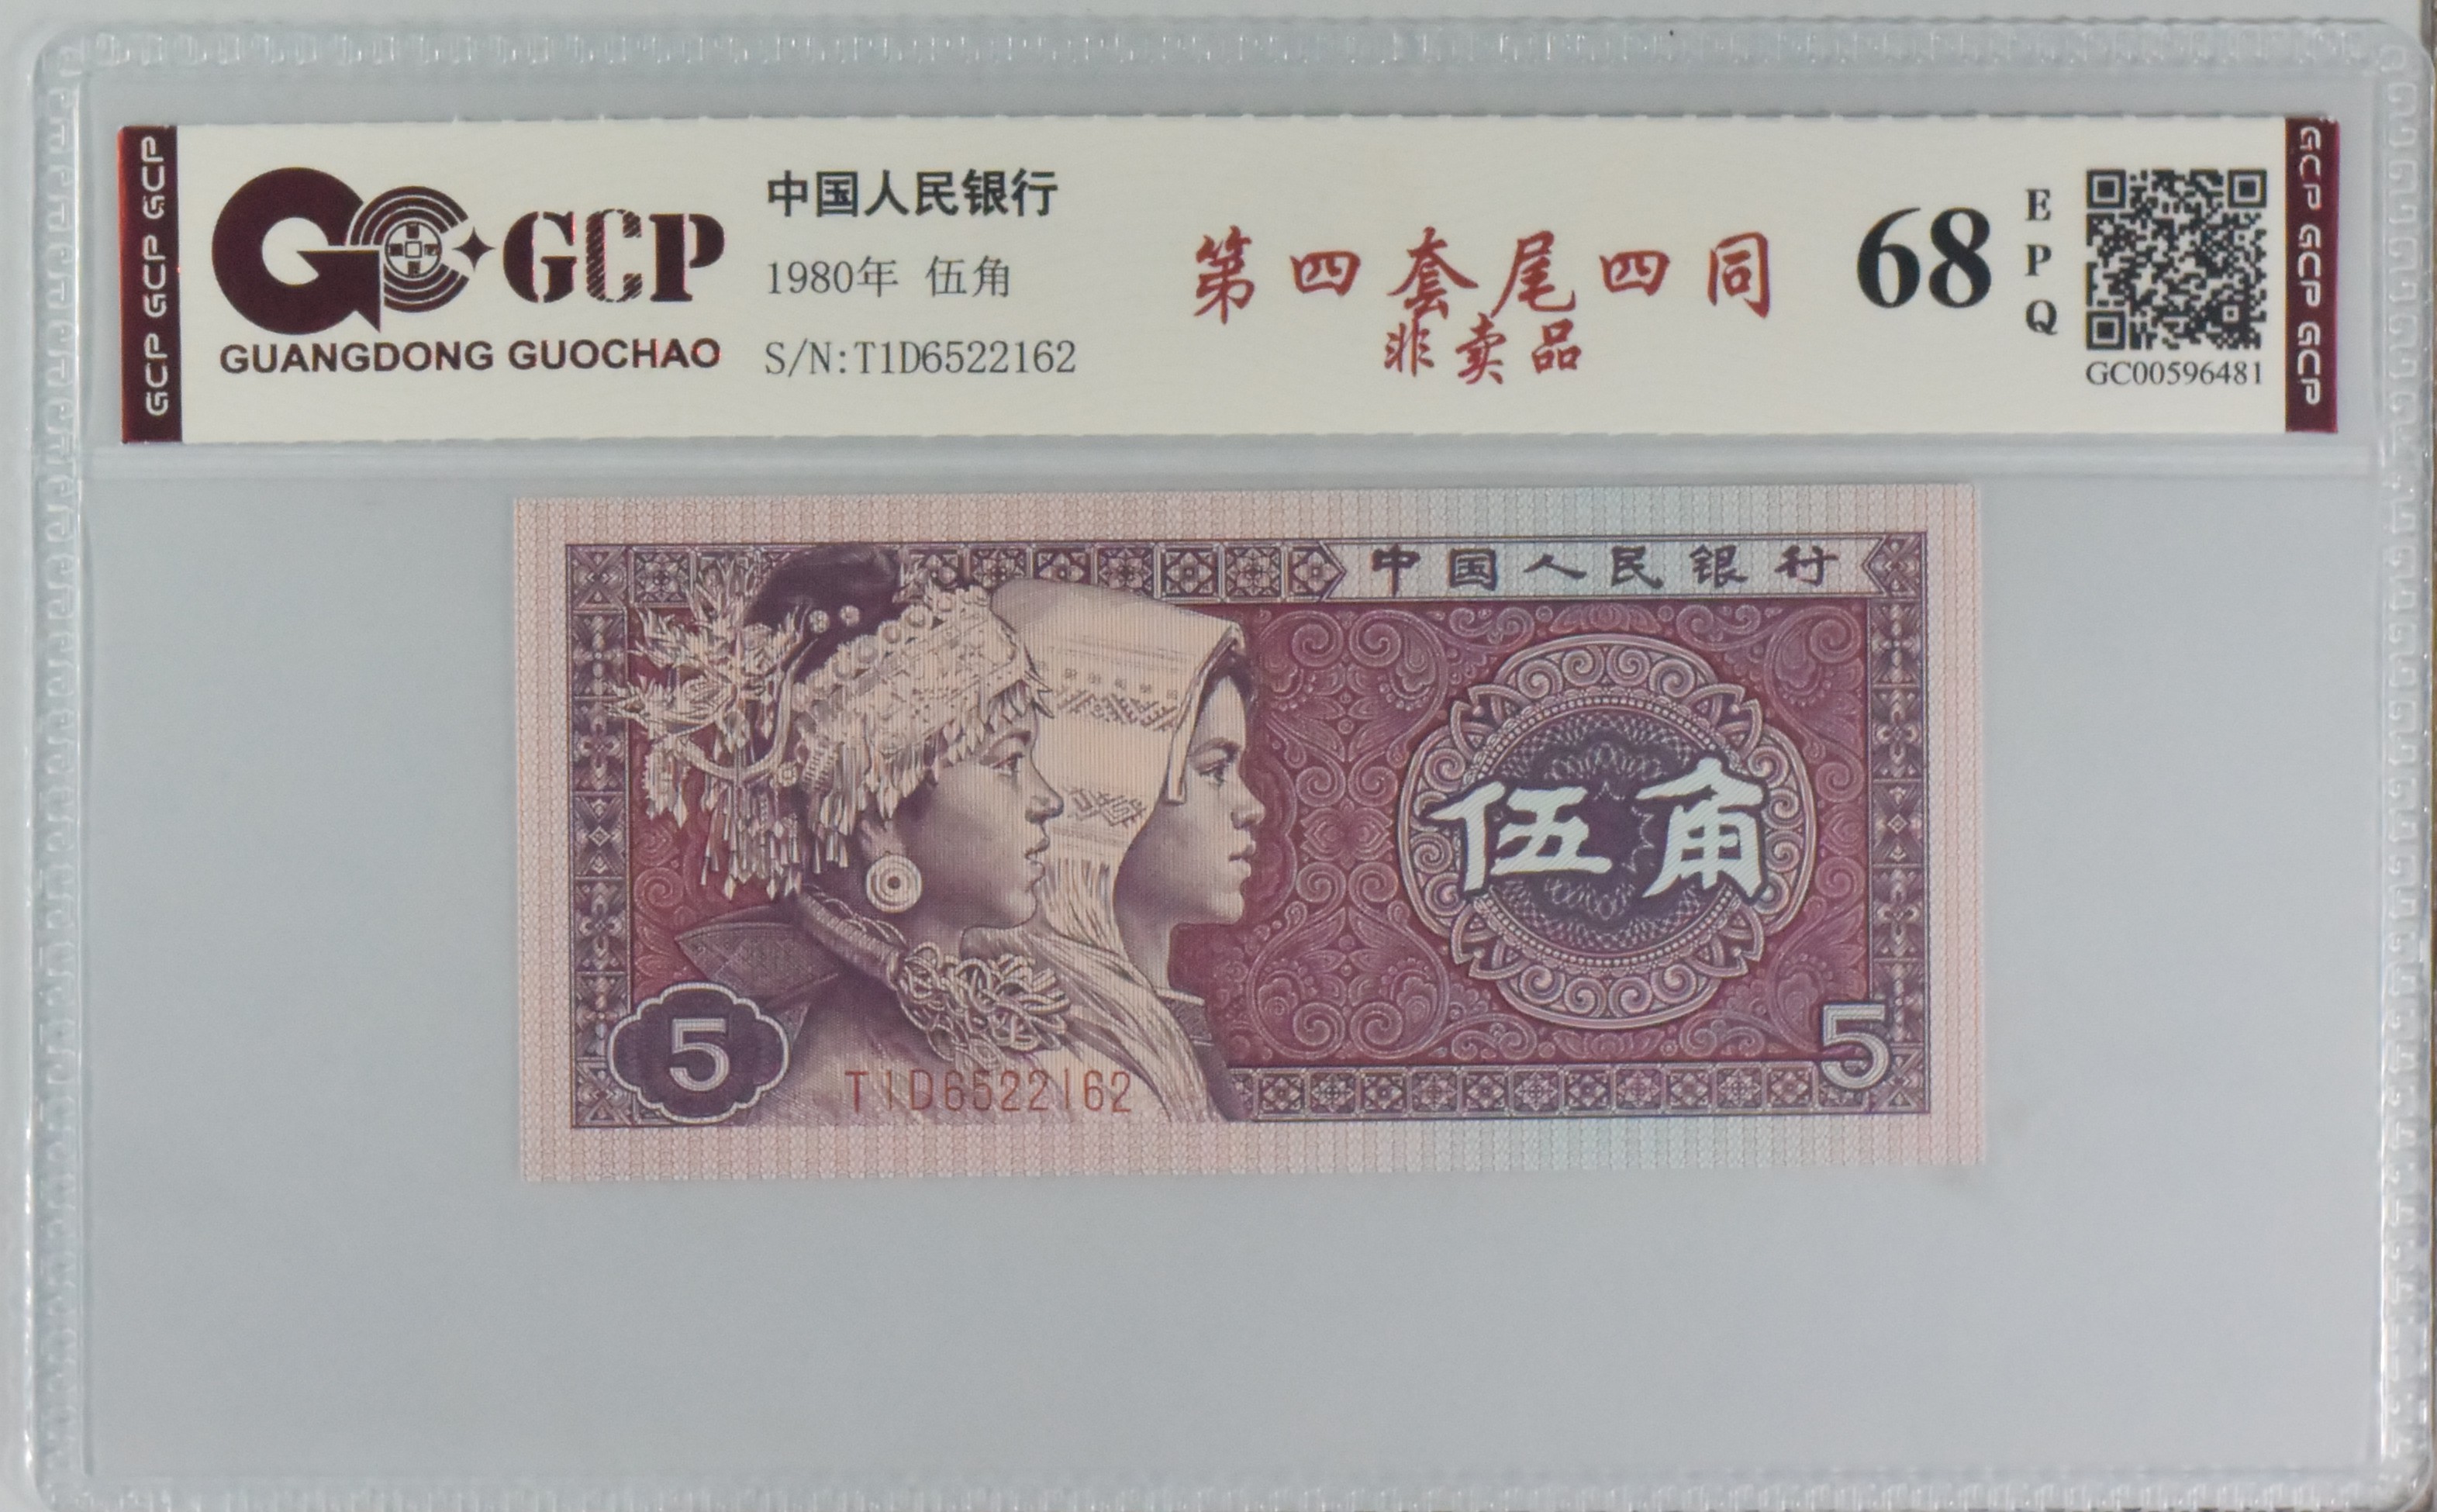 GCP GCP GCP
GCP
GUANGDONG GUOCHAO
中国人民银行
1980年 伍角
S/N:T1D6522162
第四套尾四同
非卖品
68
EPQ
GC00596481
GCP GCP GCP
中国人民银行
伍角
5
5
T1D6522162